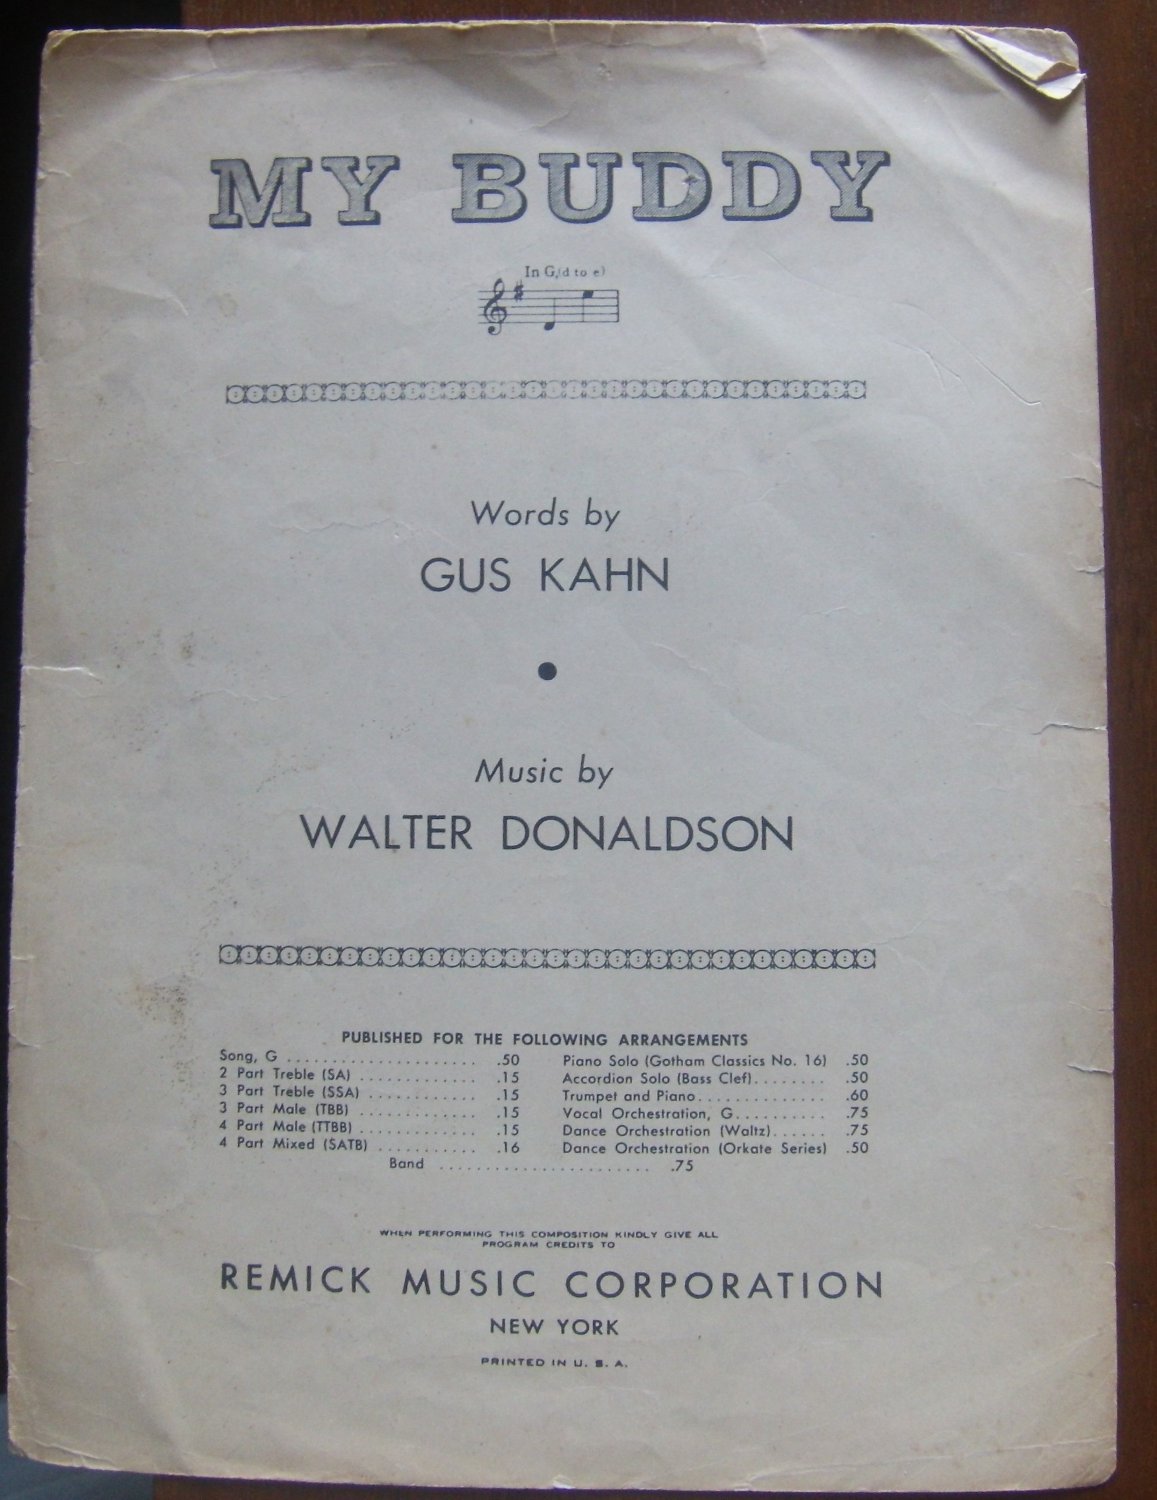 MY BUDDY
In G (d to e)
Words by
GUS KAHN
Music by
WALTER DONALDSON
PUBLISHED FOR THE FOLLOWING ARRANGEMENTS
Song, G ..................... .50
2 Part Treble (SA) ............. .15
3 Part Treble (SSA) ............ .15
3 Part Male (TBB) ............. .15
4 Part Male (TTBB) ............. .15
4 Part Mixed (SATB) ........... .16
Piano Solo (Gotham Classics No. 16) .50
Accordion Solo (Bass Clef)........ .50
Trumpet and Piano.............. .60
Vocal Orchestration, G.......... .75
Dance Orchestration (Waltz)...... .75
Dance Orchestration (Orkate Series) .50
Band ....................... .75
WHEN PERFORMING THIS COMPOSITION KINDLY GIVE ALL
PROGRAM CREDITS TO
REMICK MUSIC CORPORATION
NEW YORK
PRINTED IN U. S. A.